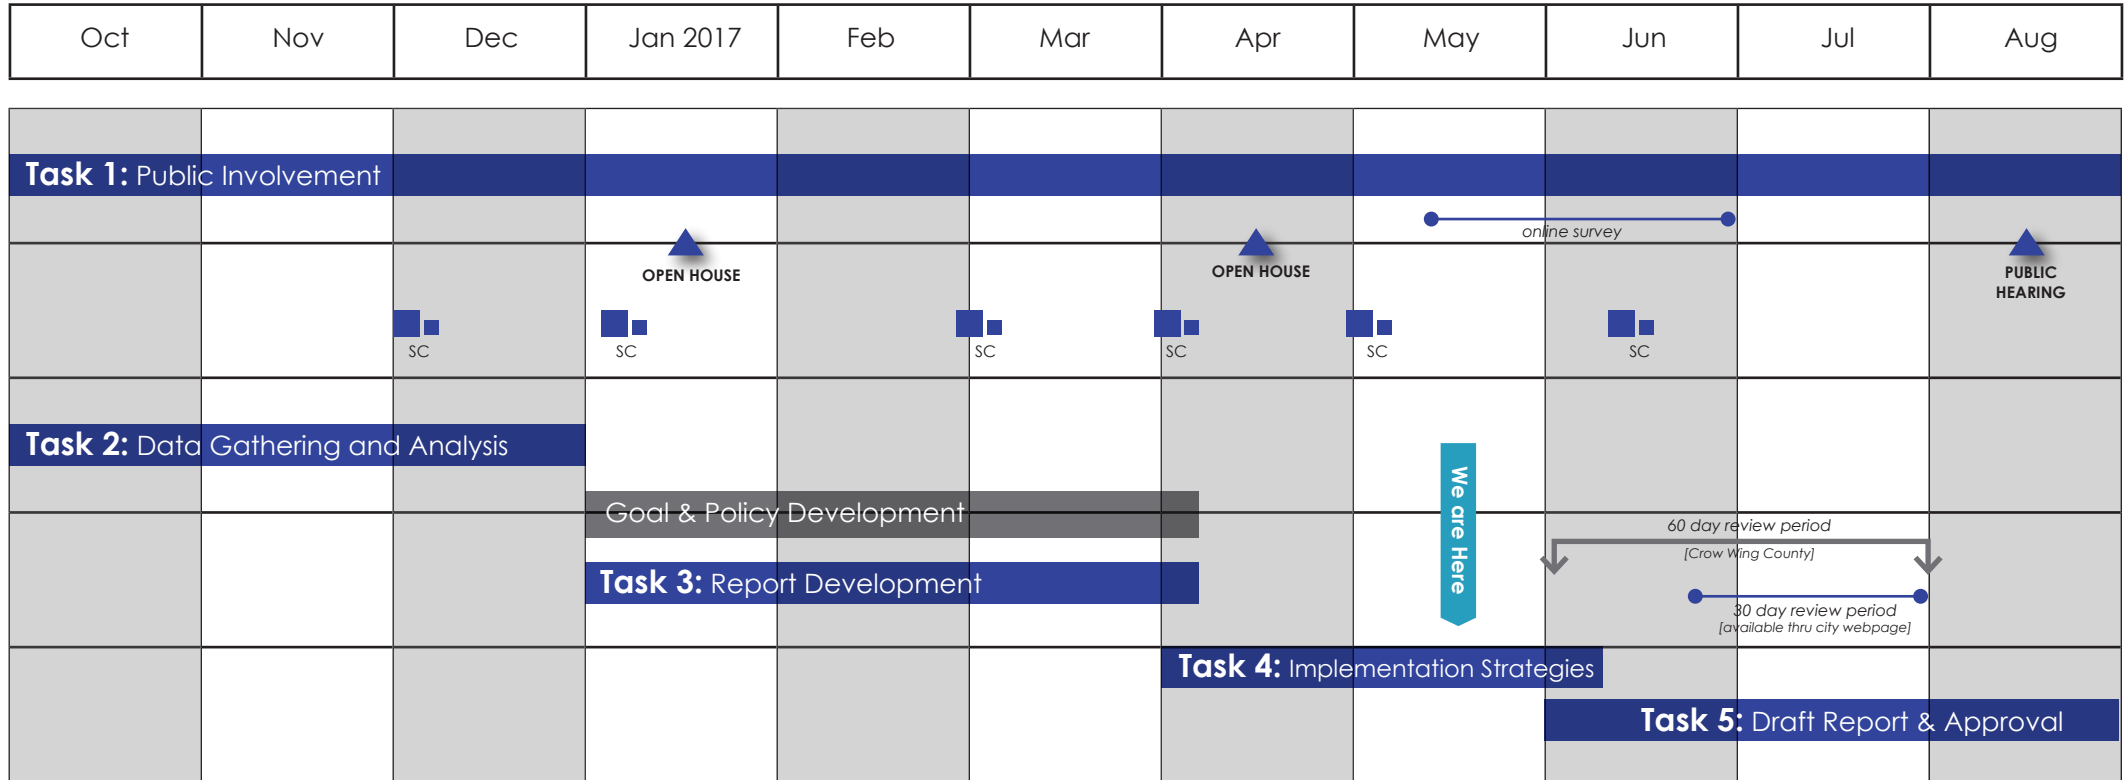 Oct Nov Dec Jan 2017 Feb Mar Apr May Jun Jul Aug
Task 1: Public Involvement
online survey
OPEN HOUSE
OPEN HOUSE
PUBLIC
HEARING
SC SC SC SC SC SC
Task 2: Data Gathering and Analysis
We are Here
Goal & Policy Development
60 day review period
[Crow Wing County]
Task 3: Report Development
30 day review period
[available thru city webpage]
Task 4: Implementation Strategies
Task 5: Draft Report & Approval